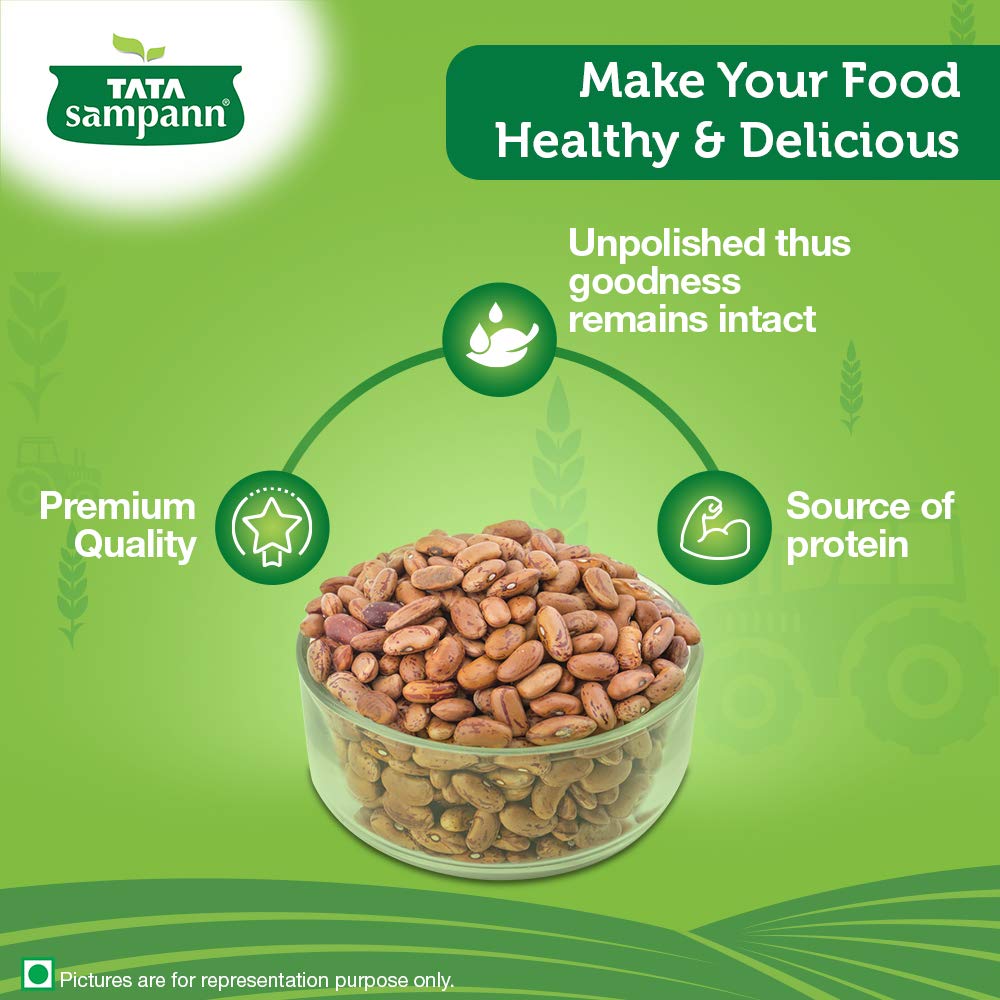 TATA
sampann®
Make Your Food
Healthy & Delicious
Unpolished thus
goodness
remains intact
Premium
Quality
Source of
protein
Pictures are for representation purpose only.